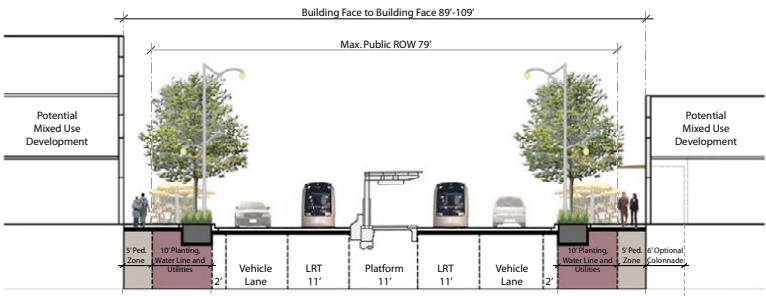 Building Face to Building Face 89'-109'
Max. Public ROW 79'
Potential
Mixed Use
Development
Potential
Mixed Use
Development
5' Ped.
Zone
10' Planting,
Water Line and
Utilities
2'
Vehicle
Lane
LRT
11'
Platform
11'
LRT
11'
Vehicle
Lane
2'
10' Planting,
Water Line and
Utilities
5' Ped.
Zone
6' Optional
Colonnade